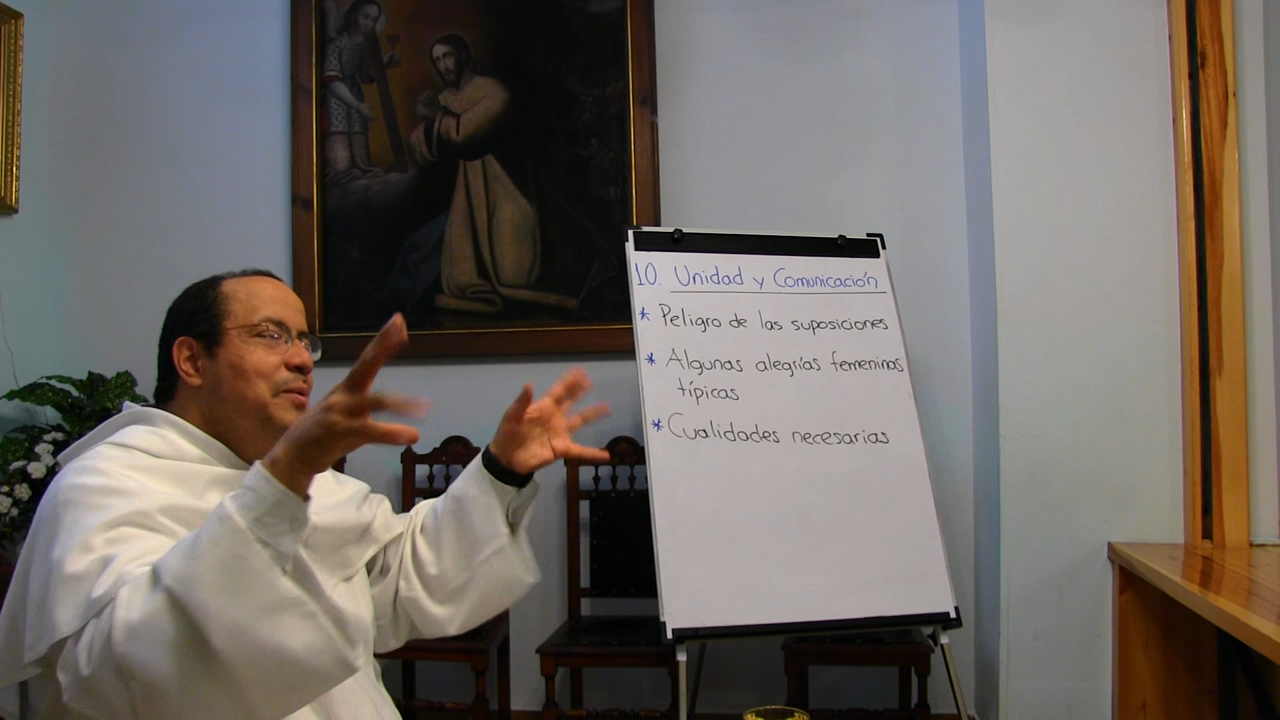 10. Unidad y Comunicación
* Peligro de las suposiciones
* Algunas alegrías femeninas
típicas
* Cualidades necesarias